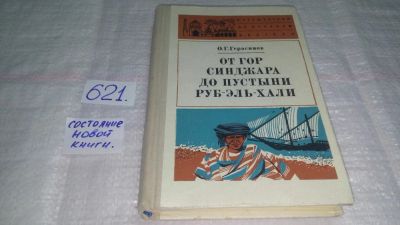 621.
СОСТОЯНИЕ
НОВОЙ
КНИГИ.
О.Г.Герасимов
ОТ ГОР
СИНДЖАРА
ДО ПУСТЫНИ
РУБ-ЭЛЬ-ХАЛИ